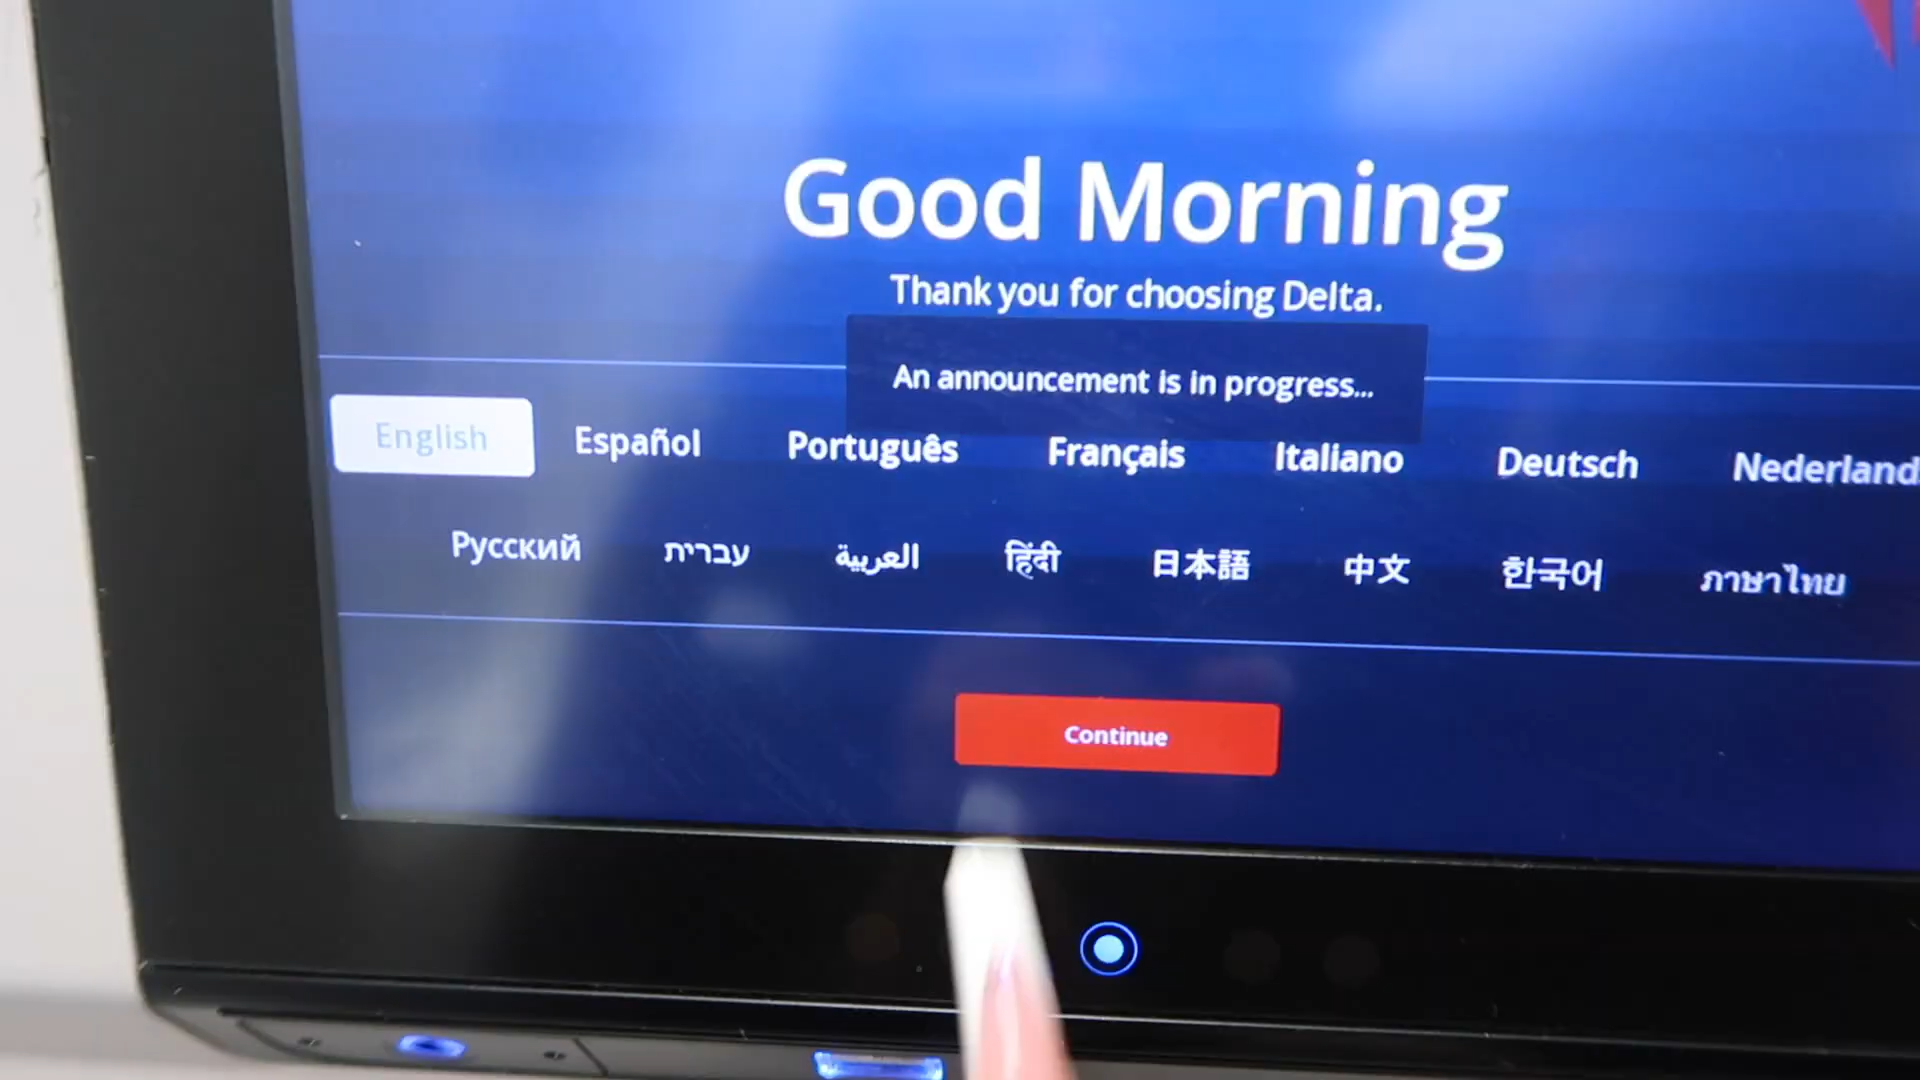 Good Morning
Thank you for choosing Delta.
An announcement is in progress...
English Español Português Français Italiano Deutsch Nederlands
Русский עברית العربية हिंदी 日本語 中文 한국어 ภาษาไทย
Continue